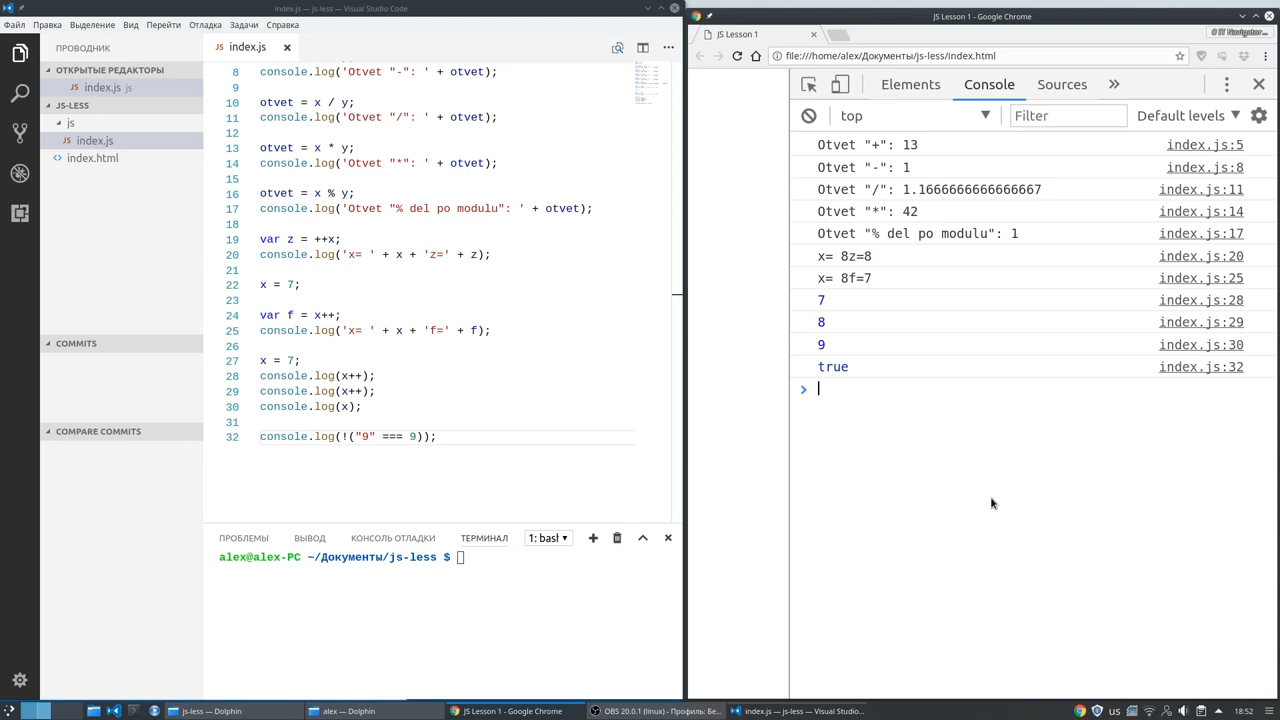 index.js — js-less — Visual Studio Code
Файл Правка Выделение Вид Перейти Отладка Задачи Справка
ПРОВОДНИК
ОТКРЫТЫЕ РЕДАКТОРЫ
index.js js
JS-LESS
js
index.js
index.html
COMMITS
COMPARE COMMITS
index.js
8 console.log('Otvet "-": ' + otvet);
9
10 otvet = x / y;
11 console.log('Otvet "/": ' + otvet);
12
13 otvet = x * y;
14 console.log('Otvet "*": ' + otvet);
15
16 otvet = x % y;
17 console.log('Otvet "% del po modulu": ' + otvet);
18
19 var z = ++x;
20 console.log('x= ' + x + 'z=' + z);
21
22 x = 7;
23
24 var f = x++;
25 console.log('x= ' + x + 'f=' + f);
26
27 x = 7;
28 console.log(x++);
29 console.log(x++);
30 console.log(x);
31
32 console.log(!("9" === 9));
ПРОБЛЕМЫ ВЫВОД КОНСОЛЬ ОТЛАДКИ ТЕРМИНАЛ 1: bash
alex@alex-PC ~/Документы/js-less $
JS Lesson 1 - Google Chrome
JS Lesson 1
IT Navigator...
file:///home/alex/Документы/js-less/index.html
Elements Console Sources
top Filter Default levels
Otvet "+": 13 index.js:5
Otvet "-": 1 index.js:8
Otvet "/": 1.1666666666666667 index.js:11
Otvet "*": 42 index.js:14
Otvet "% del po modulu": 1 index.js:17
x= 8z=8 index.js:20
x= 8f=7 index.js:25
7 index.js:28
8 index.js:29
9 index.js:30
true index.js:32
js-less — Dolphin alex — Dolphin JS Lesson 1 - Google Chrome OBS 20.0.1 (linux) - Профиль: Бе... index.js — js-less — Visual Studio... us 18:52